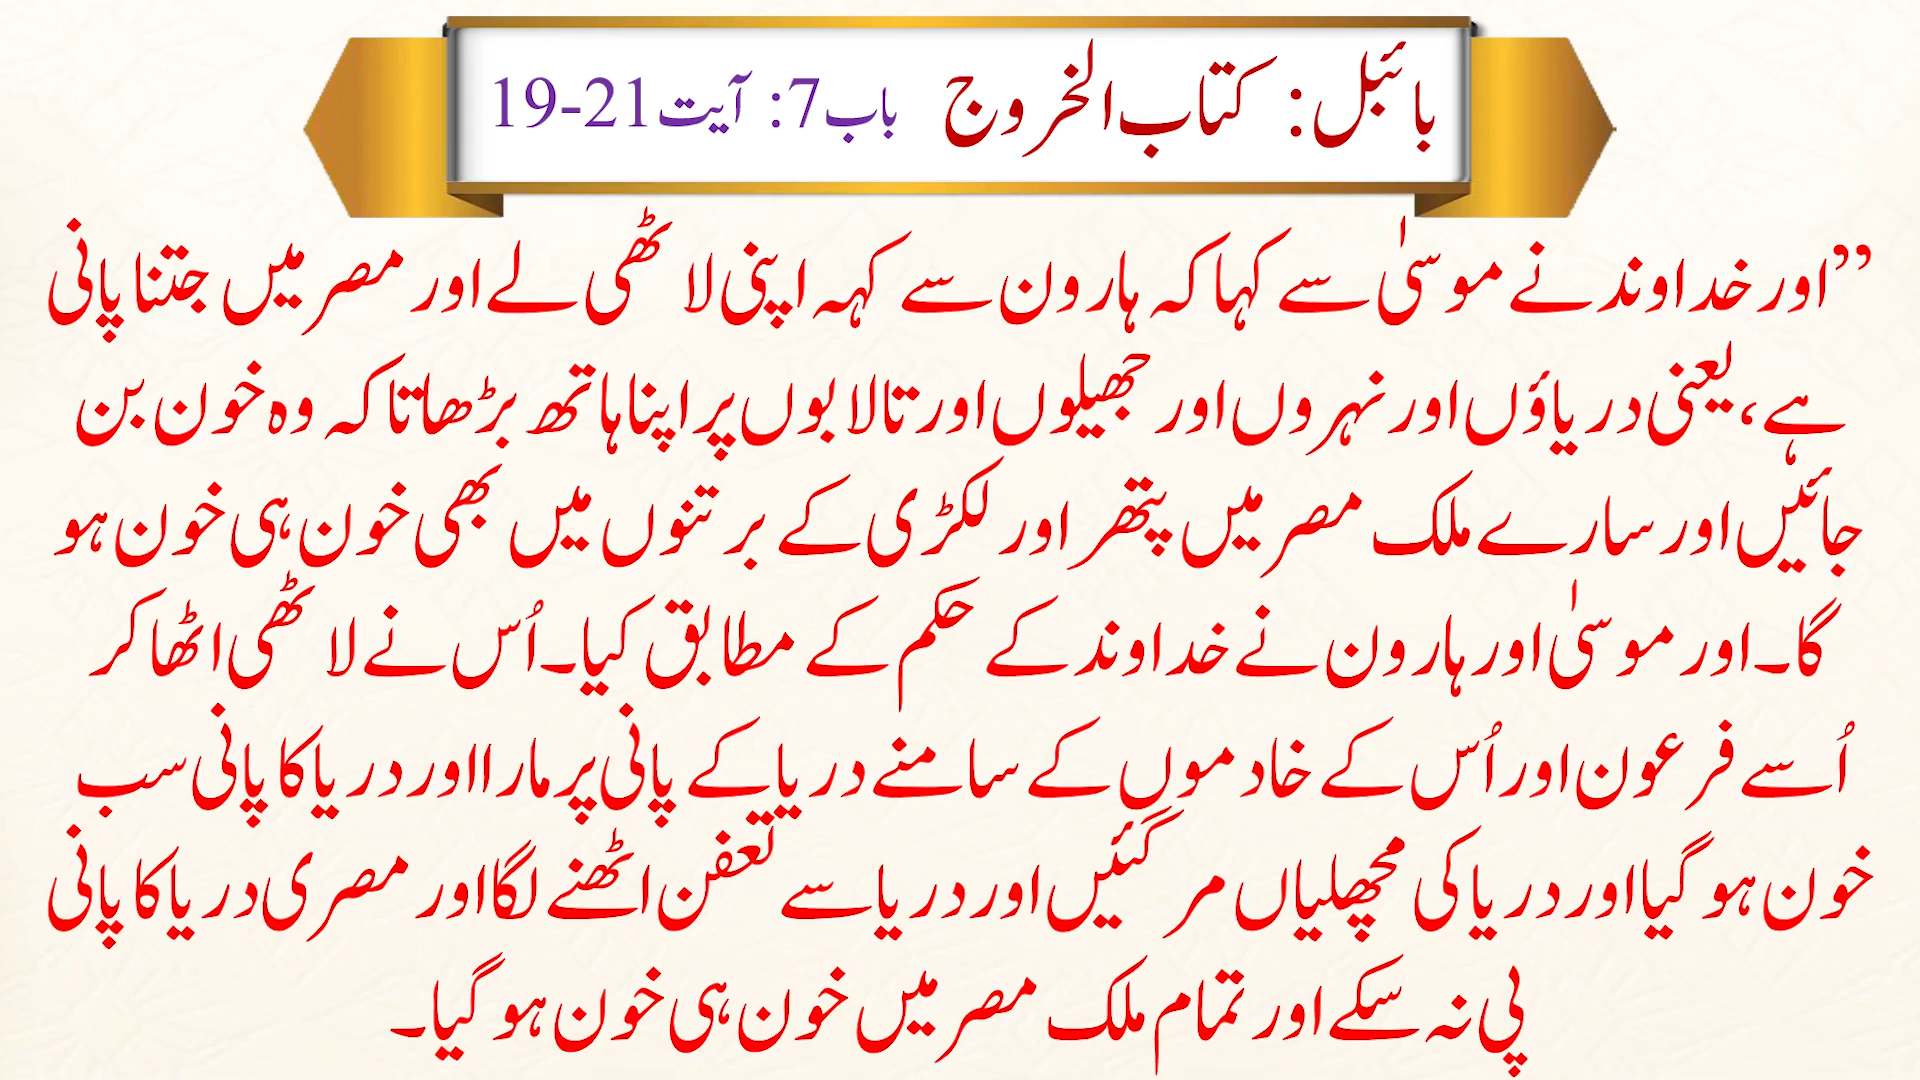 بائبل: کتاب الخروج باب7: آیت21-19
”اور خداوند نے موسیٰ سے کہا کہ ہارون سے کہہ اپنی لاٹھی لے اور مصر میں جتنا پانی
ہے، یعنی دریاؤں اور نہروں اور جھیلوں اور تالابوں پر اپنا ہاتھ بڑھا تاکہ وہ خون بن
جائیں اور سارے ملک مصر میں پتھر اور لکڑی کے برتنوں میں بھی خون ہی خون ہو
گا۔ اور موسیٰ اور ہارون نے خداوند کے حکم کے مطابق کیا۔ اُس نے لاٹھی اٹھا کر
اُسے فرعون اور اُس کے خادموں کے سامنے دریا کے پانی پر مارا اور دریا کا پانی سب
خون ہو گیا اور دریا کی مچھلیاں مر گئیں اور دریا سے تعفن اٹھنے لگا اور مصری دریا کا پانی
پی نہ سکے اور تمام ملک مصر میں خون ہی خون ہو گیا۔